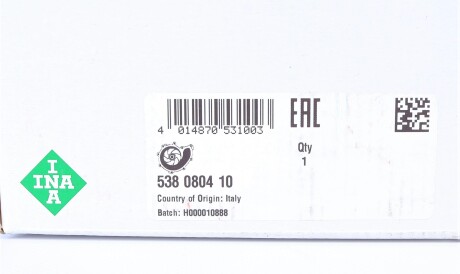 4 014870 531003
EAC
Qty
1
538 0804 10
Country of Origin: Italy
Batch: H000010888
I
INA
A